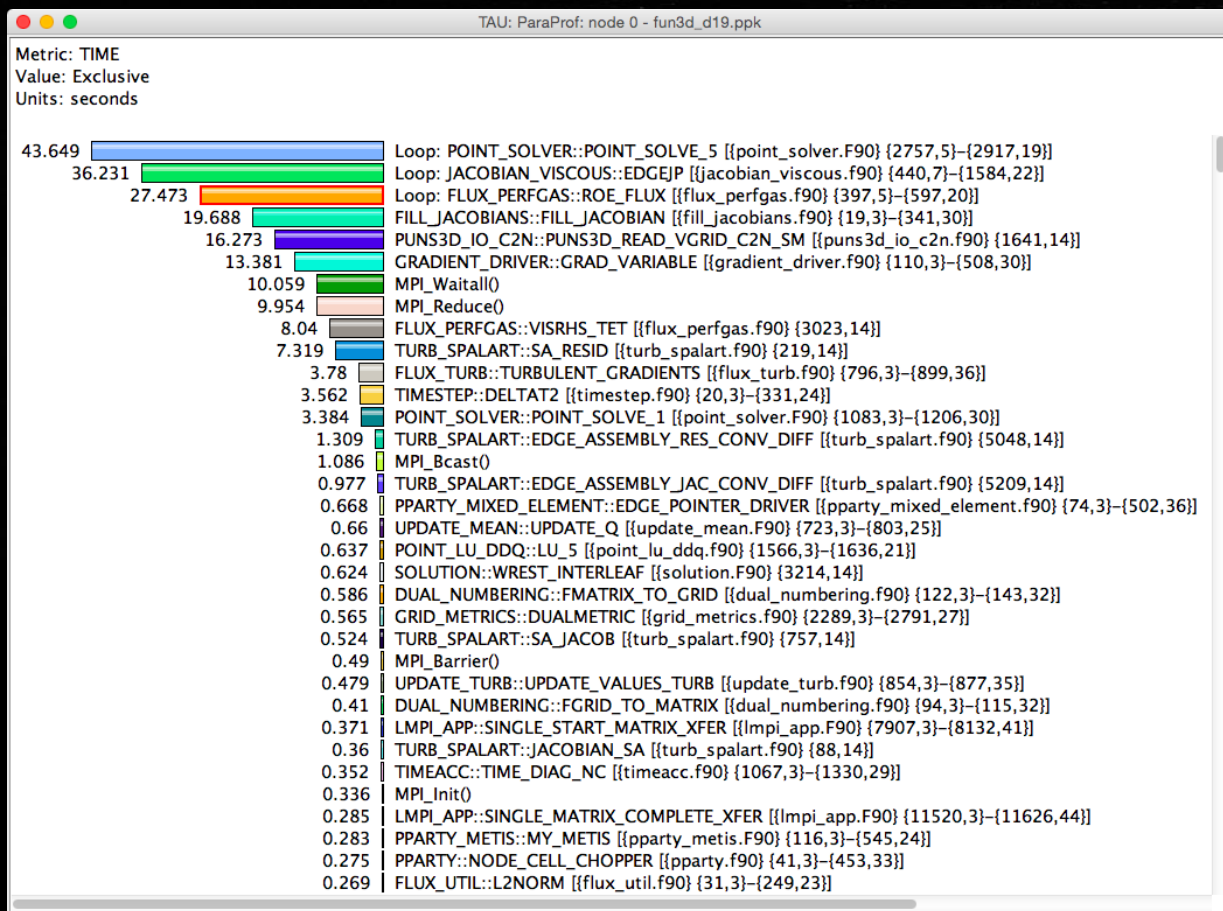 TAU: ParaProf: node 0 - fun3d_d19.ppk
Metric: TIME
Value: Exclusive
Units: seconds
43.649 Loop: POINT_SOLVER::POINT_SOLVE_5 [{point_solver.F90} {2757,5}-{2917,19}]
36.231 Loop: JACOBIAN_VISCOUS::EDGEJP [{jacobian_viscous.f90} {440,7}-{1584,22}]
27.473 Loop: FLUX_PERFGAS::ROE_FLUX [{flux_perfgas.f90} {397,5}-{597,20}]
19.688 FILL_JACOBIANS::FILL_JACOBIAN [{fill_jacobians.f90} {19,3}-{341,30}]
16.273 PUNS3D_IO_C2N::PUNS3D_READ_VGRID_C2N_SM [{puns3d_io_c2n.f90} {1641,14}]
13.381 GRADIENT_DRIVER::GRAD_VARIABLE [{gradient_driver.f90} {110,3}-{508,30}]
10.059 MPI_Waitall()
9.954 MPI_Reduce()
8.04 FLUX_PERFGAS::VISRHS_TET [{flux_perfgas.f90} {3023,14}]
7.319 TURB_SPALART::SA_RESID [{turb_spalart.f90} {219,14}]
3.78 FLUX_TURB::TURBULENT_GRADIENTS [{flux_turb.f90} {796,3}-{899,36}]
3.562 TIMESTEP::DELTAT2 [{timestep.f90} {20,3}-{331,24}]
3.384 POINT_SOLVER::POINT_SOLVE_1 [{point_solver.F90} {1083,3}-{1206,30}]
1.309 TURB_SPALART::EDGE_ASSEMBLY_RES_CONV_DIFF [{turb_spalart.f90} {5048,14}]
1.086 MPI_Bcast()
0.977 TURB_SPALART::EDGE_ASSEMBLY_JAC_CONV_DIFF [{turb_spalart.f90} {5209,14}]
0.668 PPARTY_MIXED_ELEMENT::EDGE_POINTER_DRIVER [{pparty_mixed_element.f90} {74,3}-{502,36}]
0.66 UPDATE_MEAN::UPDATE_Q [{update_mean.F90} {723,3}-{803,25}]
0.637 POINT_LU_DDQ::LU_5 [{point_lu_ddq.f90} {1566,3}-{1636,21}]
0.624 SOLUTION::WREST_INTERLEAF [{solution.F90} {3214,14}]
0.586 DUAL_NUMBERING::FMATRIX_TO_GRID [{dual_numbering.f90} {122,3}-{143,32}]
0.565 GRID_METRICS::DUALMETRIC [{grid_metrics.f90} {2289,3}-{2791,27}]
0.524 TURB_SPALART::SA_JACOB [{turb_spalart.f90} {757,14}]
0.49 MPI_Barrier()
0.479 UPDATE_TURB::UPDATE_VALUES_TURB [{update_turb.f90} {854,3}-{877,35}]
0.41 DUAL_NUMBERING::FGRID_TO_MATRIX [{dual_numbering.f90} {94,3}-{115,32}]
0.371 LMPI_APP::SINGLE_START_MATRIX_XFER [{lmpi_app.F90} {7907,3}-{8132,41}]
0.36 TURB_SPALART::JACOBIAN_SA [{turb_spalart.f90} {88,14}]
0.352 TIMEACC::TIME_DIAG_NC [{timeacc.f90} {1067,3}-{1330,29}]
0.336 MPI_Init()
0.285 LMPI_APP::SINGLE_MATRIX_COMPLETE_XFER [{lmpi_app.F90} {11520,3}-{11626,44}]
0.283 PPARTY_METIS::MY_METIS [{pparty_metis.F90} {116,3}-{545,24}]
0.275 PPARTY::NODE_CELL_CHOPPER [{pparty.f90} {41,3}-{453,33}]
0.269 FLUX_UTIL::L2NORM [{flux_util.f90} {31,3}-{249,23}]